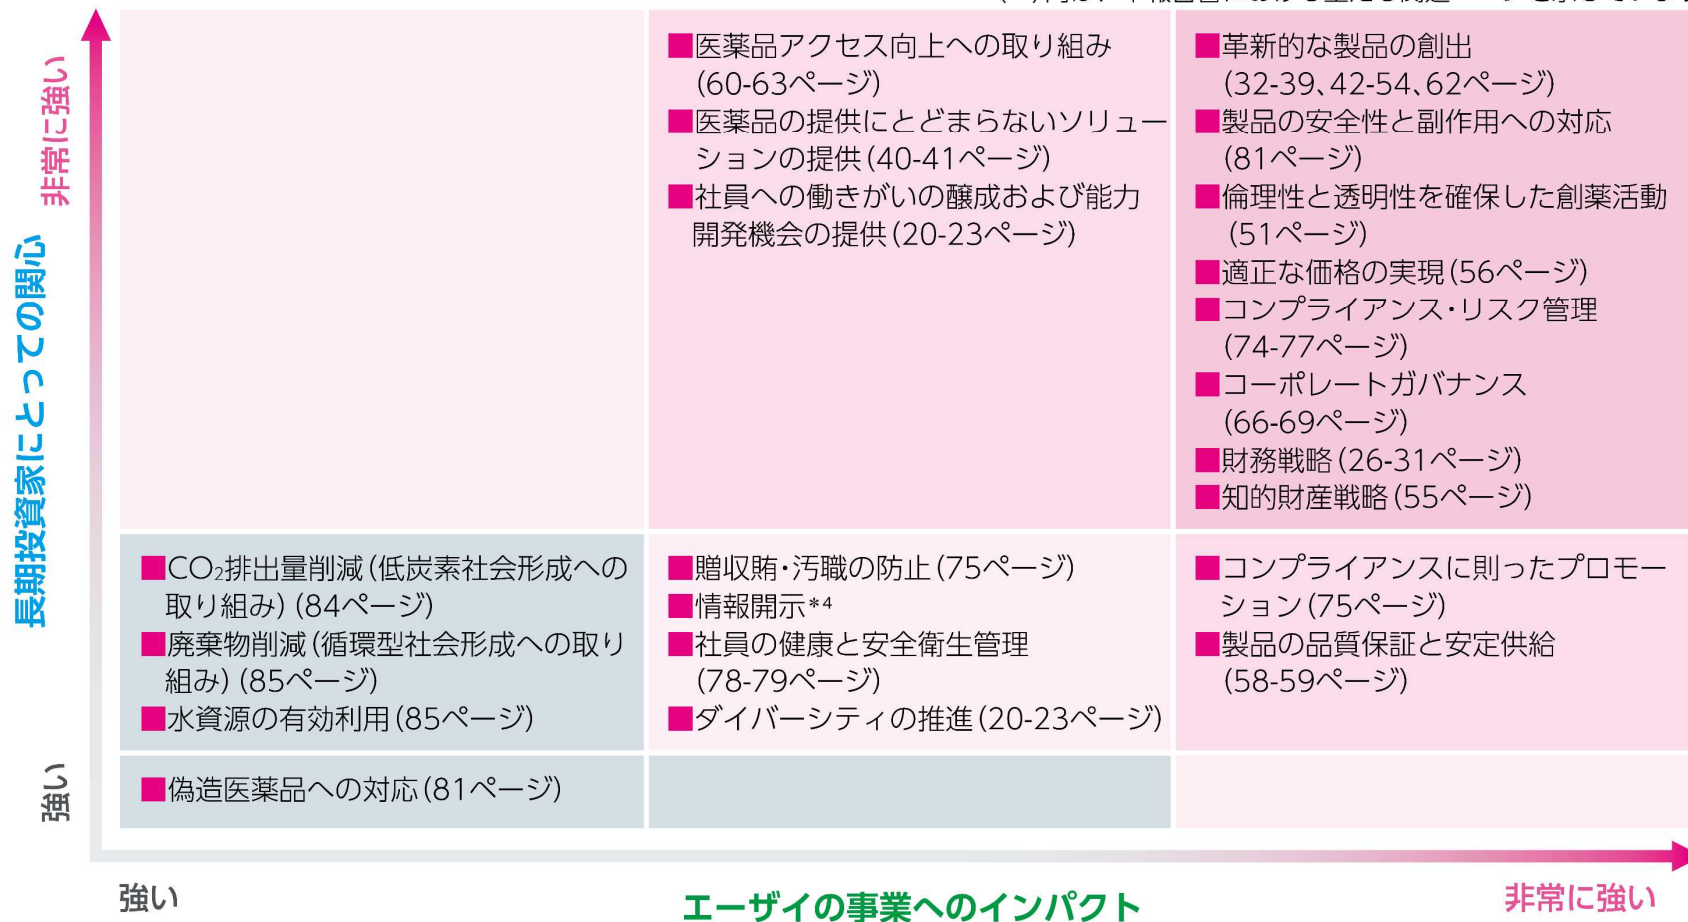 非常に強い
長期投資家にとっての関心
強い
■医薬品アクセス向上への取り組み
(60-63ページ)
■医薬品の提供にとどまらないソリュー
ションの提供(40-41ページ)
■社員への働きがいの醸成および能力
開発機会の提供(20-23ページ)
■革新的な製品の創出
(32-39、42-54、62ページ)
■製品の安全性と副作用への対応
(81ページ)
■倫理性と透明性を確保した創薬活動
(51ページ)
■適正な価格の実現(56ページ)
■コンプライアンス・リスク管理
(74-77ページ)
■コーポレートガバナンス
(66-69ページ)
■財務戦略(26-31ページ)
■知的財産戦略(55ページ)
■CO₂排出量削減(低炭素社会形成への
取り組み)(84ページ)
■廃棄物削減(循環型社会形成への取り
組み)(85ページ)
■水資源の有効利用(85ページ)
■贈収賄・汚職の防止(75ページ)
■情報開示*4
■社員の健康と安全衛生管理
(78-79ページ)
■ダイバーシティの推進(20-23ページ)
■コンプライアンスに則ったプロモー
ション(75ページ)
■製品の品質保証と安定供給
(58-59ページ)
■偽造医薬品への対応(81ページ)
強い
エーザイの事業へのインパクト
非常に強い